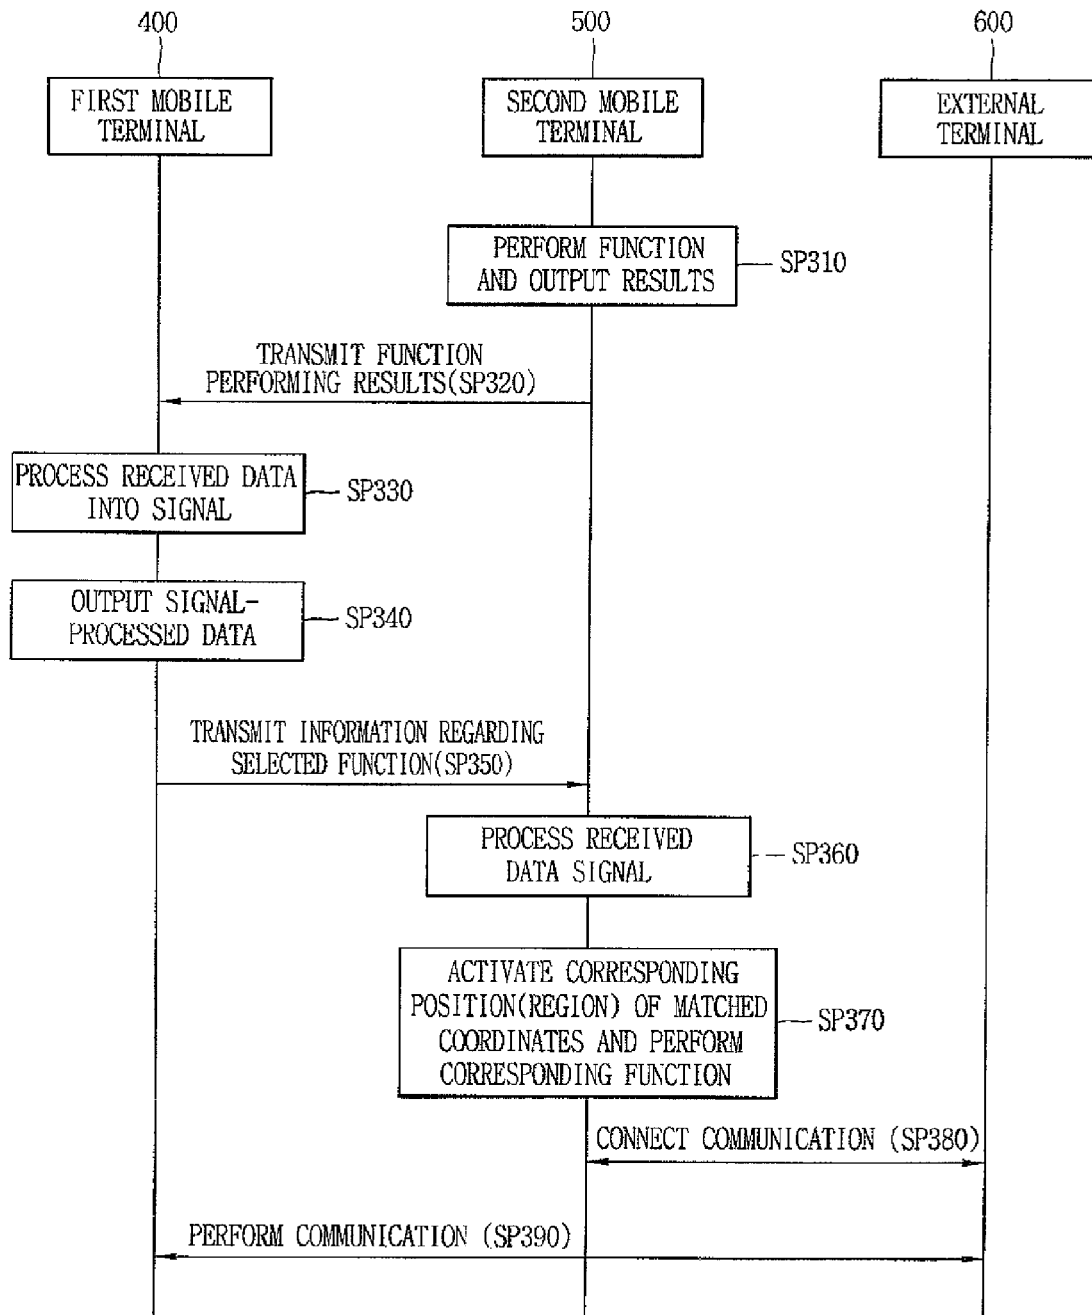 400
500
600
FIRST MOBILE
TERMINAL
SECOND MOBILE
TERMINAL
EXTERNAL
TERMINAL
PERFORM FUNCTION
AND OUTPUT RESULTS
SP310
TRANSMIT FUNCTION
PERFORMING RESULTS(SP320)
PROCESS RECEIVED DATA
INTO SIGNAL
SP330
OUTPUT SIGNAL-
PROCESSED DATA
SP340
TRANSMIT INFORMATION REGARDING
SELECTED FUNCTION(SP350)
PROCESS RECEIVED
DATA SIGNAL
SP360
ACTIVATE CORRESPONDING
POSITION(REGION) OF MATCHED
COORDINATES AND PERFORM
CORRESPONDING FUNCTION
SP370
CONNECT COMMUNICATION (SP380)
PERFORM COMMUNICATION (SP390)